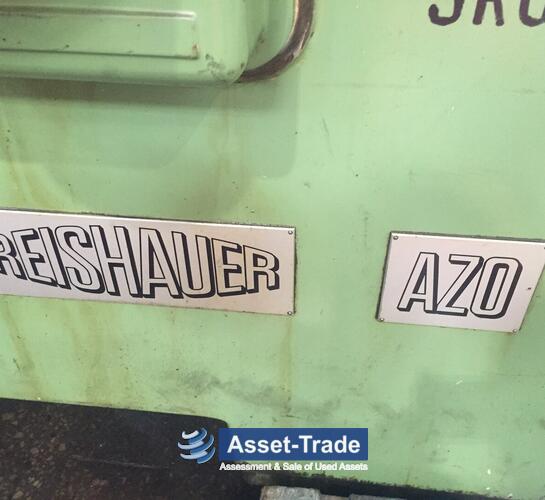 REISHAUER
AZO
Asset-Trade
Assessment & Sale of Used Assets